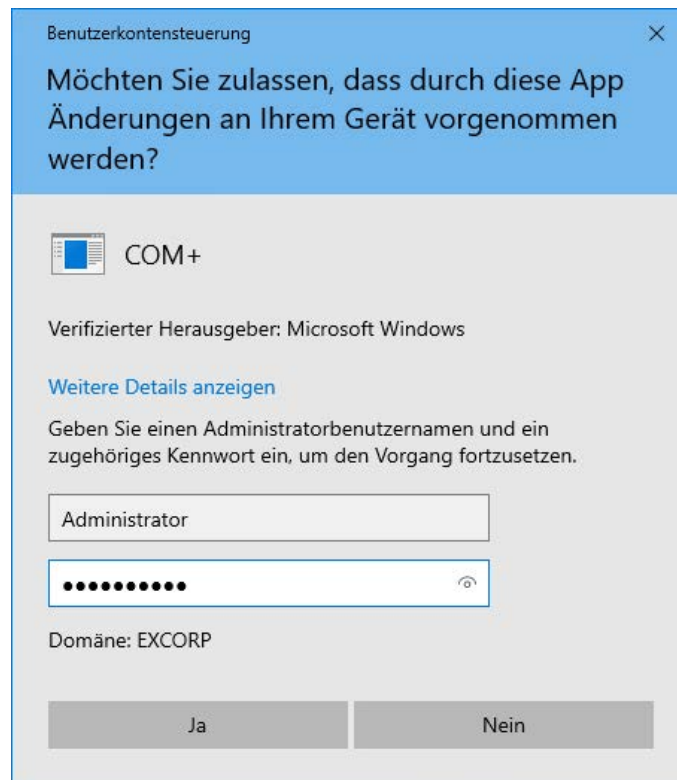 Benutzerkontensteuerung
Möchten Sie zulassen, dass durch diese App
Änderungen an Ihrem Gerät vorgenommen
werden?
COM+
Verifizierter Herausgeber: Microsoft Windows
Weitere Details anzeigen
Geben Sie einen Administratorbenutzernamen und ein
zugehöriges Kennwort ein, um den Vorgang fortzusetzen.
Administrator
●●●●●●●●●●
Domäne: EXCORP
Ja
Nein